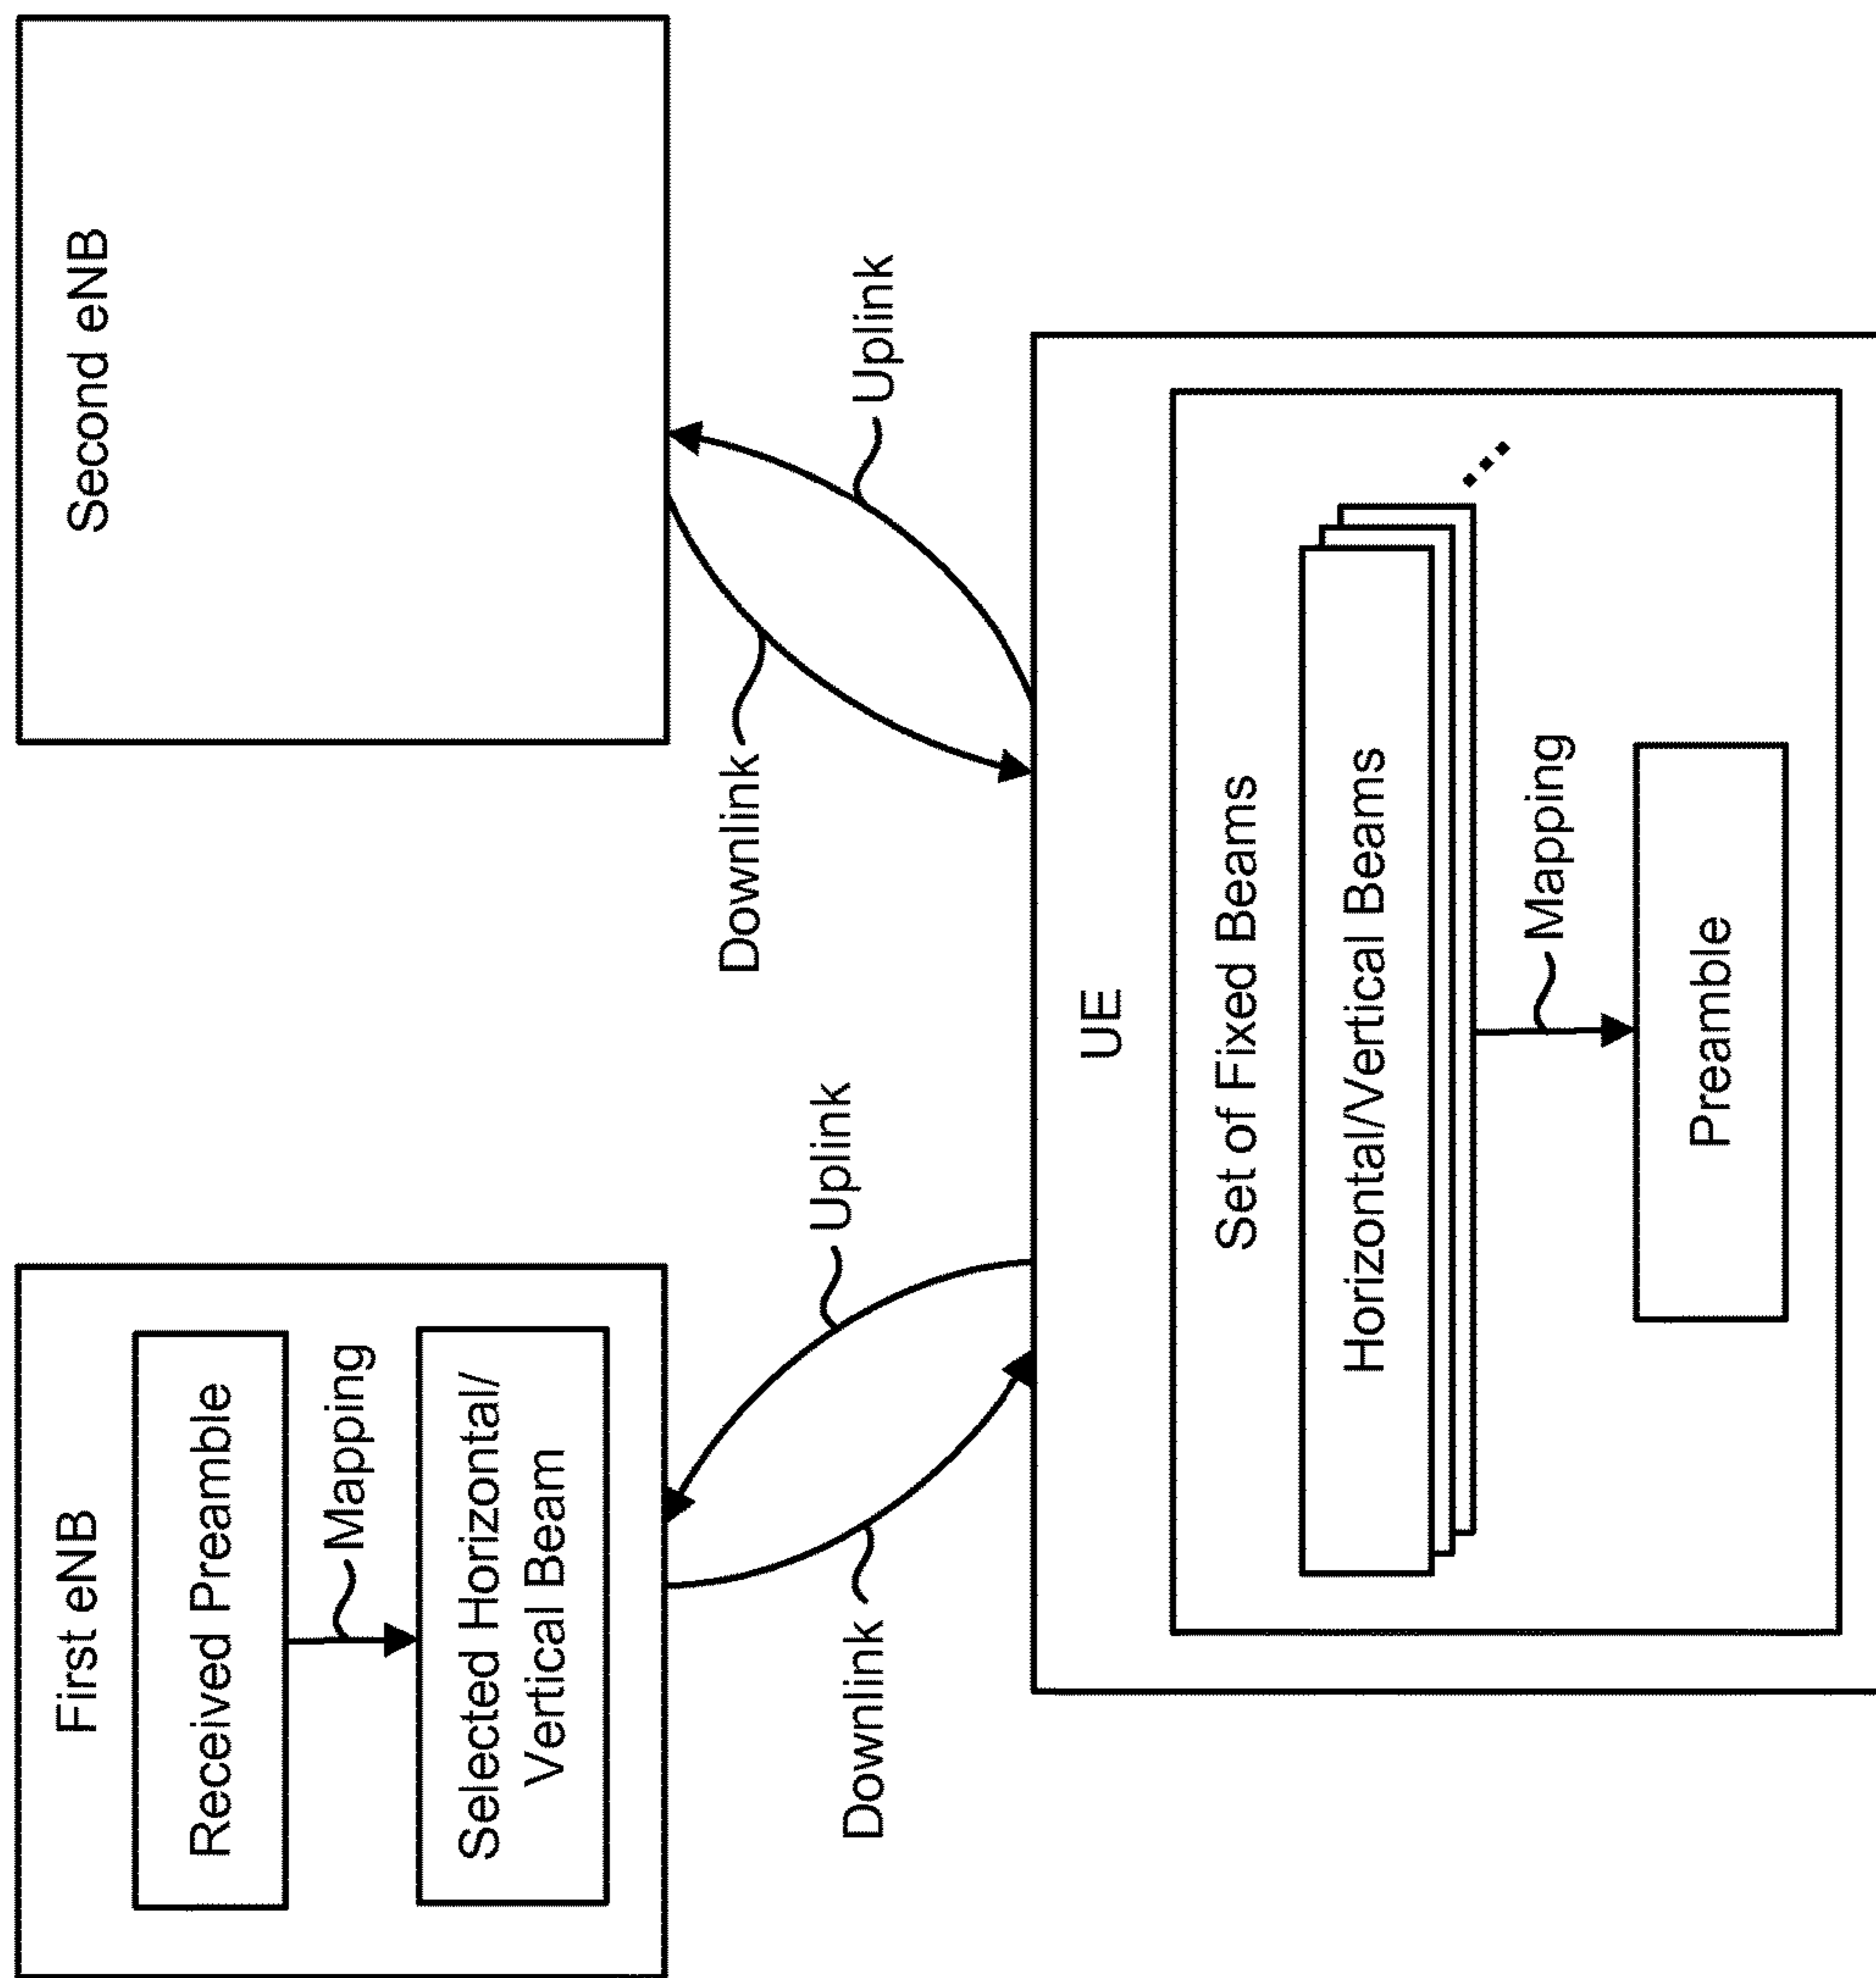 First eNB
Received Preamble
Mapping
Selected Horizontal/
Vertical Beam
Second eNB
Downlink
Uplink
Downlink
Uplink
UE
Set of Fixed Beams
Horizontal/Vertical Beams
Mapping
Preamble